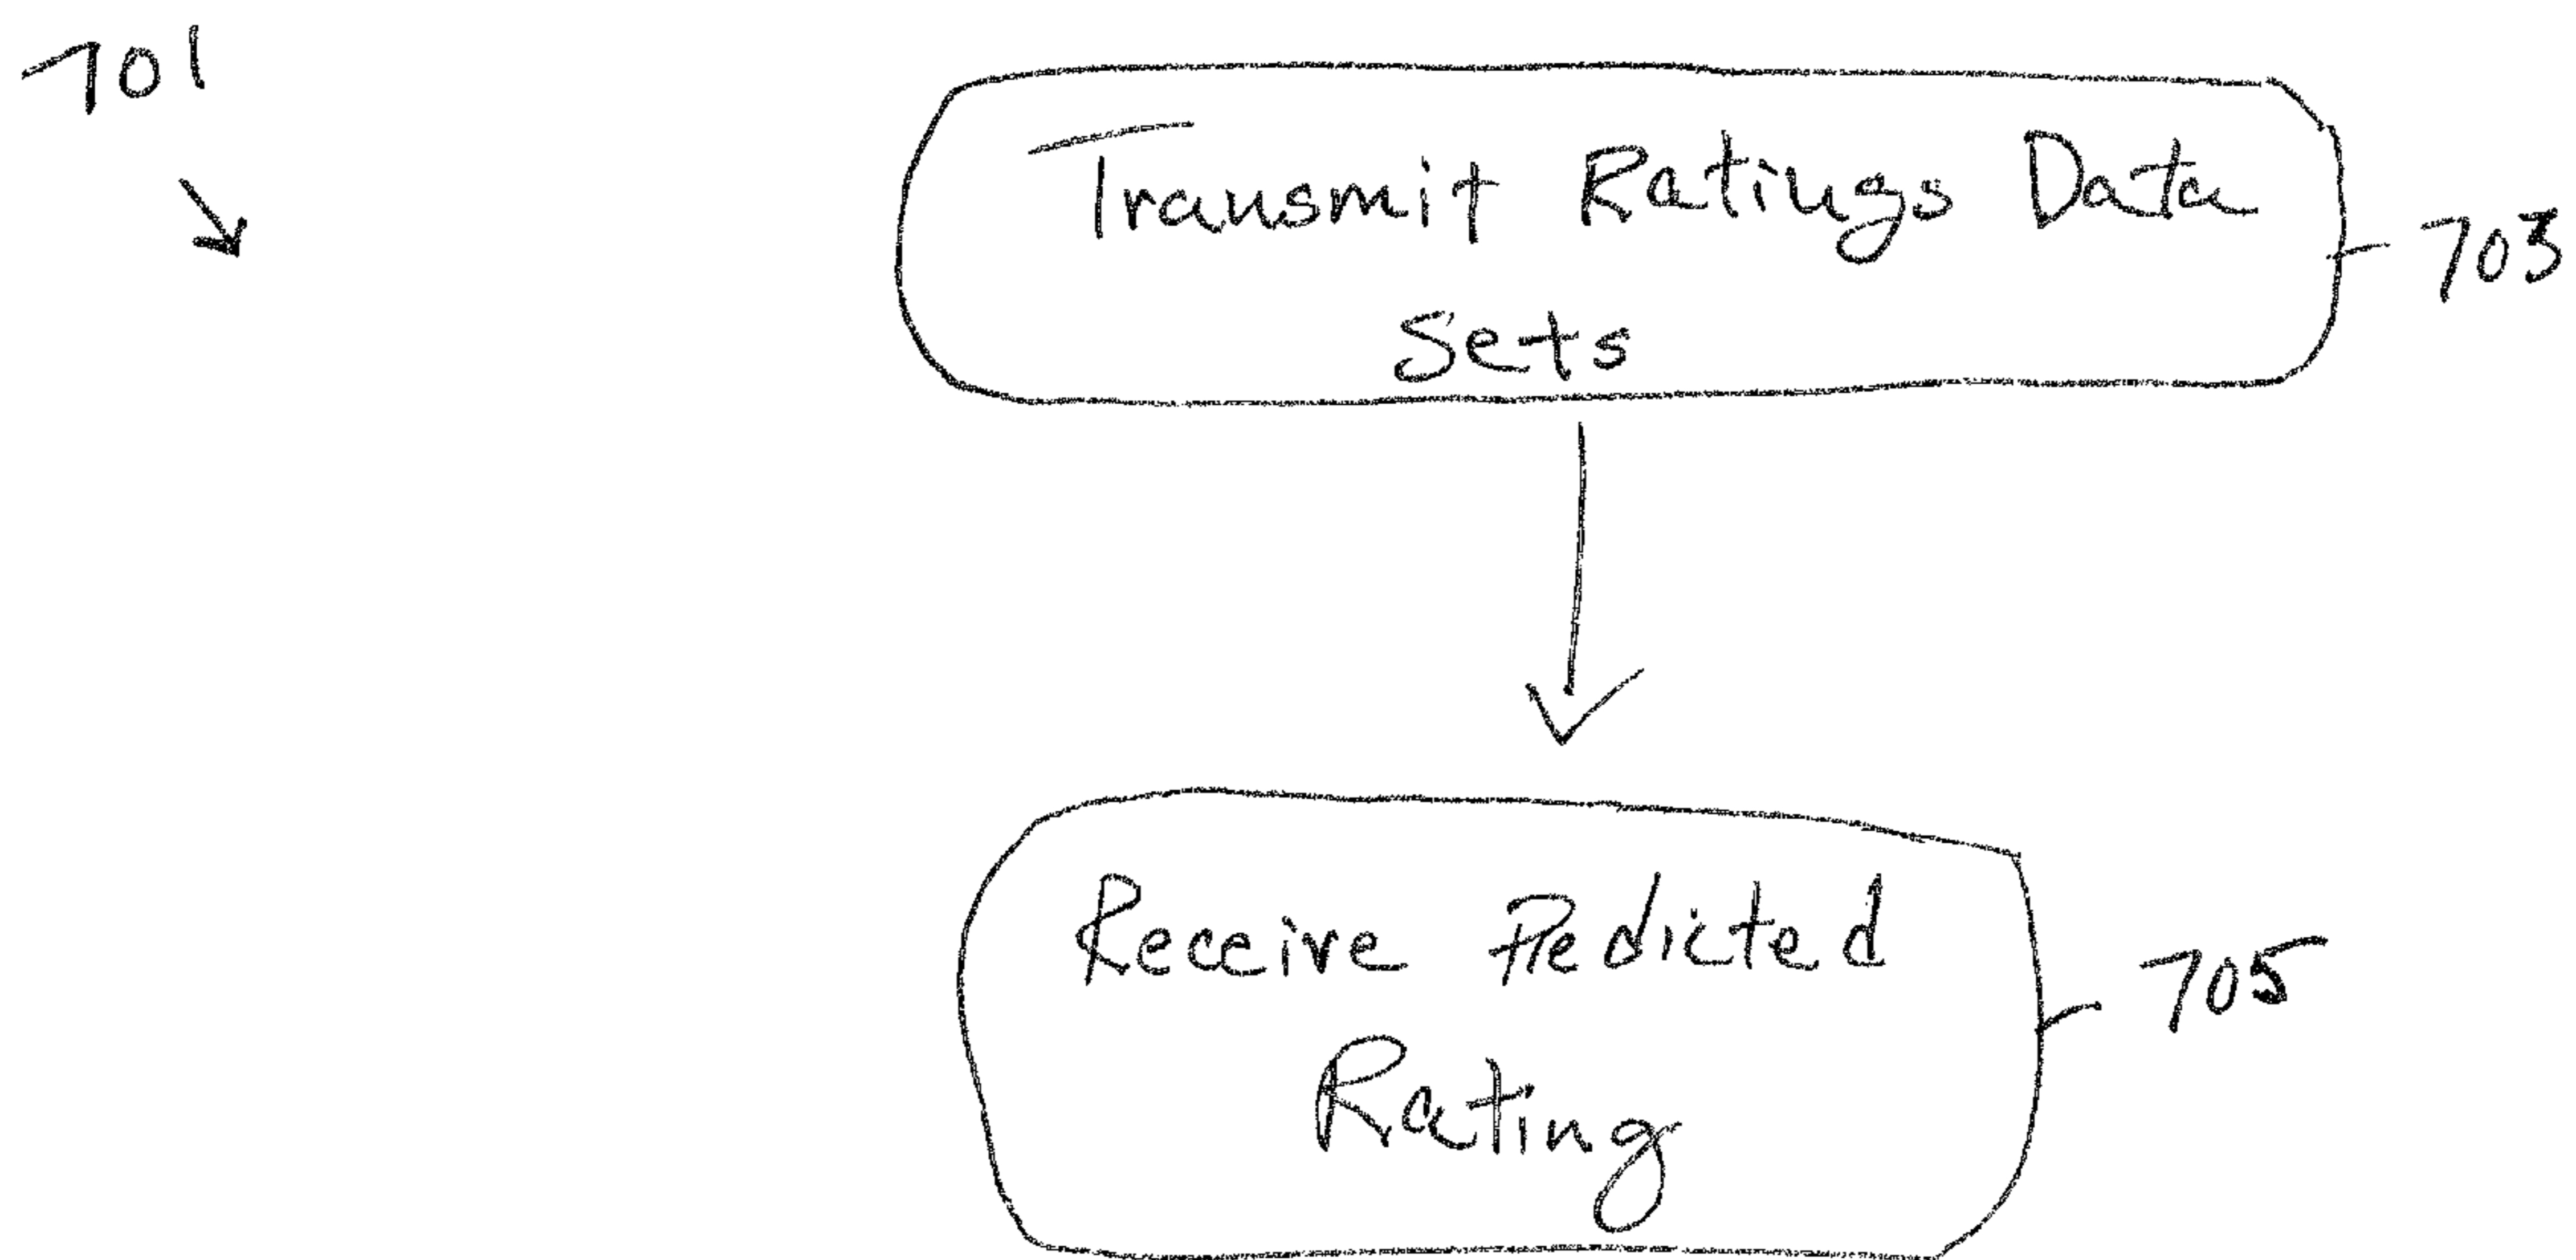 701
Transmit Ratings Data
Sets
703
Receive Predicted
Rating
705